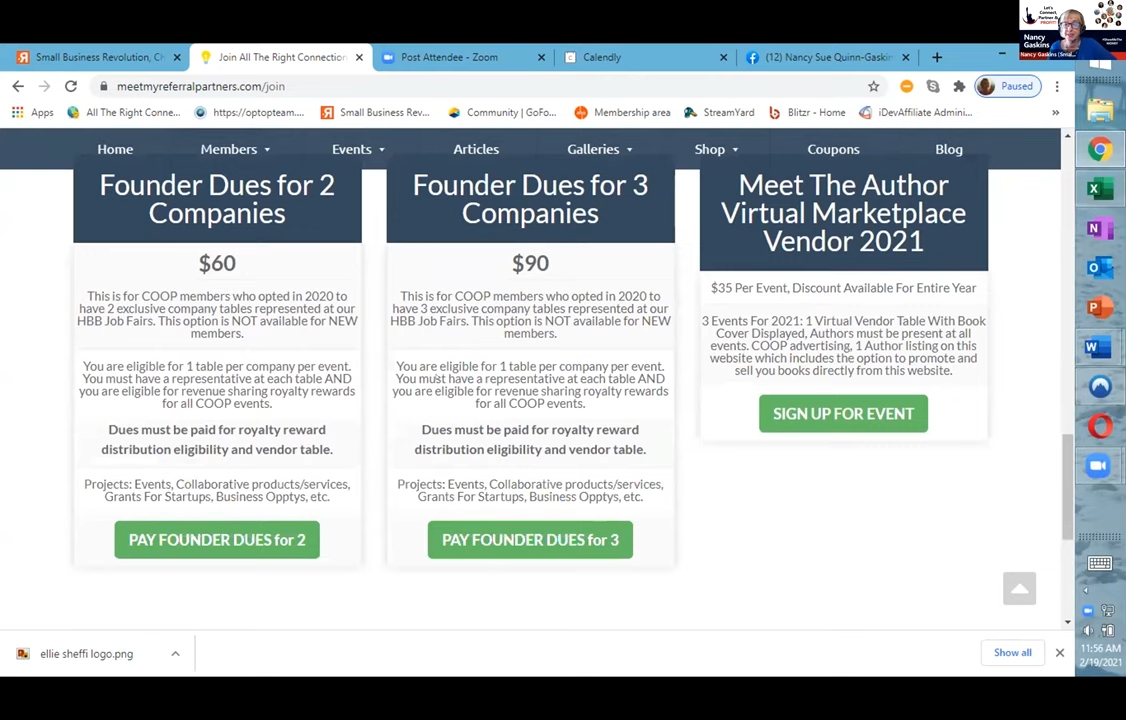 Small Business Revolution, Ch
Join All The Right Connection
Post Attendee - Zoom
Calendly
(12) Nancy Sue Quinn-Gaskin
meetmyreferralpartners.com/join
Paused
Apps
All The Right Conne...
https://optopteam....
Small Business Rev...
Community | GoFo...
Membership area
StreamYard
Blitzr - Home
iDevAffiliate Admini...
Let's
Connect,
Partner &
Nancy
Gaskins
Home
Members
Events
Articles
Galleries
Shop
Coupons
Blog
Founder Dues for 2
Companies
$60
This is for COOP members who opted in 2020 to
have 2 exclusive company tables represented at our
HBB Job Fairs. This option is NOT available for NEW
members.
You are eligible for 1 table per company per event.
You must have a representative at each table AND
you are eligible for revenue sharing royalty rewards
for all COOP events.
Dues must be paid for royalty reward
distribution eligibility and vendor table.
Projects: Events, Collaborative products/services,
Grants For Startups, Business Opptys, etc.
PAY FOUNDER DUES for 2
Founder Dues for 3
Companies
$90
This is for COOP members who opted in 2020 to
have 3 exclusive company tables represented at our
HBB Job Fairs. This option is NOT available for NEW
members.
You are eligible for 1 table per company per event.
You must have a representative at each table AND
you are eligible for revenue sharing royalty rewards
for all COOP events.
Dues must be paid for royalty reward
distribution eligibility and vendor table.
Projects: Events, Collaborative products/services,
Grants For Startups, Business Opptys, etc.
PAY FOUNDER DUES for 3
Meet The Author
Virtual Marketplace
Vendor 2021
$35 Per Event, Discount Available For Entire Year
3 Events For 2021: 1 Virtual Vendor Table With Book
Cover Displayed, Authors must be present at all
events. COOP advertising, 1 Author listing on this
website which includes the option to promote and
sell you books directly from this website.
SIGN UP FOR EVENT
ellie sheffi logo.png
Show all
11:56 AM
2/19/2021